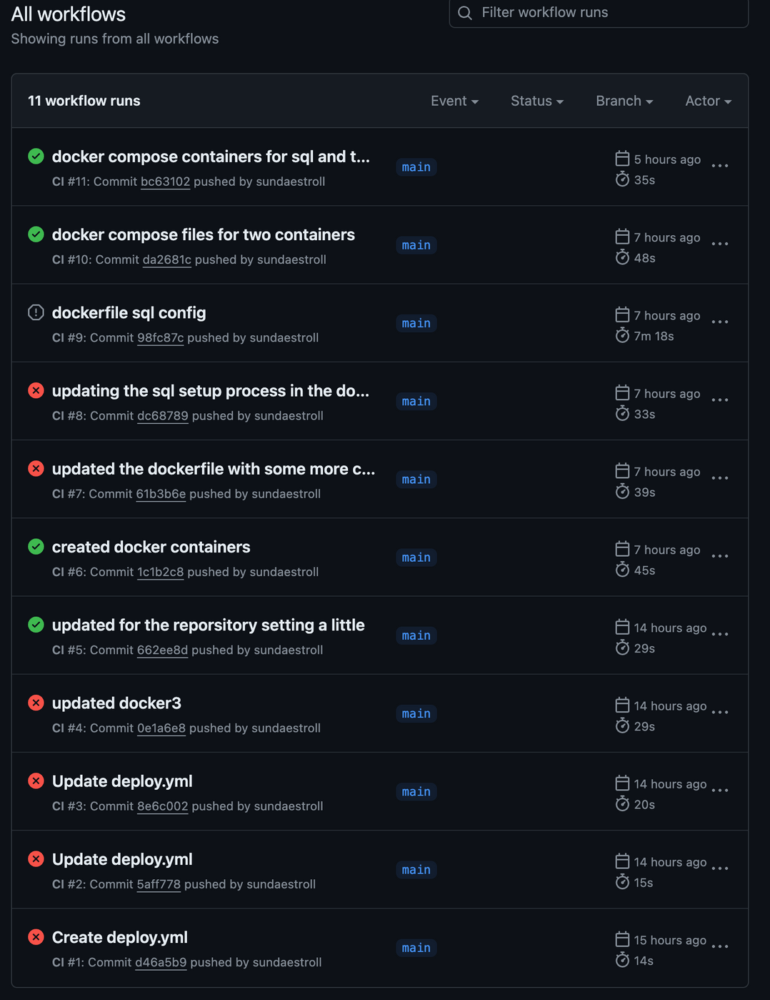 All workflows
Filter workflow runs
Showing runs from all workflows
11 workflow runs
Event
Status
Branch
Actor
docker compose containers for sql and t...
CI #11: Commit bc63102 pushed by sundaestroll
main
5 hours ago
35s
docker compose files for two containers
CI #10: Commit da2681c pushed by sundaestroll
main
7 hours ago
48s
dockerfile sql config
CI #9: Commit 98fc87c pushed by sundaestroll
main
7 hours ago
7m 18s
updating the sql setup process in the do...
CI #8: Commit dc68789 pushed by sundaestroll
main
7 hours ago
33s
updated the dockerfile with some more c...
CI #7: Commit 61b3b6e pushed by sundaestroll
main
7 hours ago
39s
created docker containers
CI #6: Commit 1c1b2c8 pushed by sundaestroll
main
7 hours ago
45s
updated for the reporsitory setting a little
CI #5: Commit 662ee8d pushed by sundaestroll
main
14 hours ago
29s
updated docker3
CI #4: Commit 0e1a6e8 pushed by sundaestroll
main
14 hours ago
29s
Update deploy.yml
CI #3: Commit 8e6c002 pushed by sundaestroll
main
14 hours ago
20s
Update deploy.yml
CI #2: Commit 5aff778 pushed by sundaestroll
main
14 hours ago
15s
Create deploy.yml
CI #1: Commit d46a5b9 pushed by sundaestroll
main
15 hours ago
14s